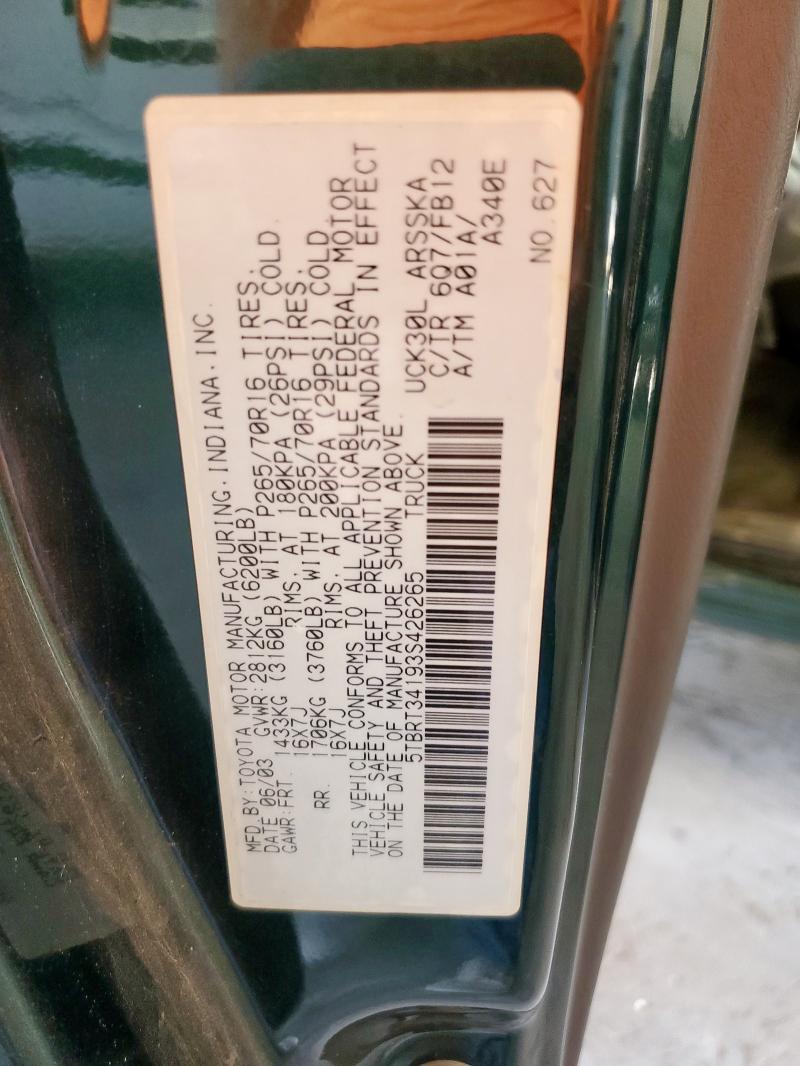 MFD.BY:TOYOTA MOTOR MANUFACTURING.INDIANA.INC.
DATE 06/03 GVWR:2812KG (6200LB)
GAWR:FRT. 1433KG (3160LB) WITH P265/70R16 TIRES.
16X7J RIMS, AT 180KPA (26PSI) COLD.
RR. 1706KG (3760LB) WITH P265/70R16 TIRES.
16X7J RIMS, AT 200KPA (29PSI) COLD
THIS VEHICLE CONFORMS TO ALL APPLICABLE FEDERAL MOTOR
VEHICLE SAFETY AND THEFT PREVENTION STANDARDS IN EFFECT
ON THE DATE OF MANUFACTURE SHOWN ABOVE.
5TBRT34193S426265 TRUCK
UCK30L ARSSKA
C/TR 6Q7/FB12
A/TM A01A/
A340E
NO.627